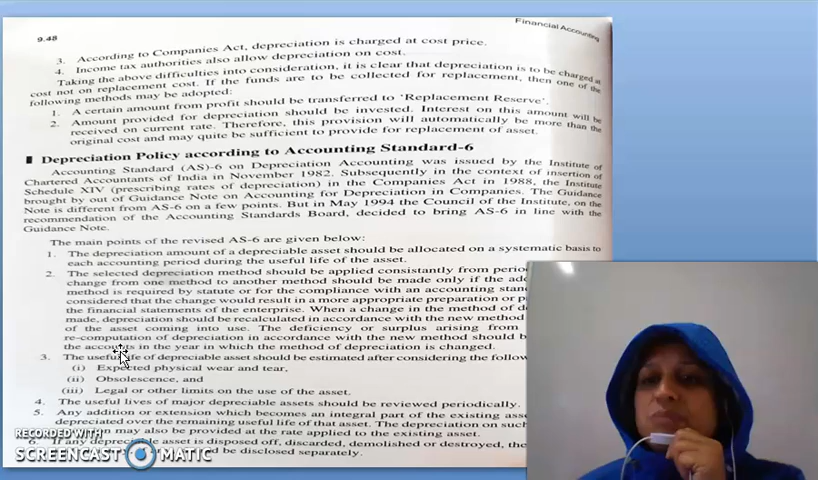 9.48
Financial Accounting
3. According to Companies Act, depreciation is charged at cost price.
4. Income tax authorities also allow depreciation on cost.
Taking the above difficulties into consideration, it is clear that depreciation is to be charged at
cost not on replacement cost. If the funds are to be collected for replacement, then one of the
following methods may be adopted:
1. A certain amount from profit should be transferred to 'Replacement Reserve'.
2. Amount provided for depreciation should be invested. Interest on this amount will be
received on current rate. Therefore, this provision will automatically be more than the
original cost and may quite be sufficient to provide for replacement of asset.
Depreciation Policy according to Accounting Standard-6
Accounting Standard (AS)-6 on Depreciation Accounting was issued by the Institute of
Chartered Accountants of India in November 1982. Subsequently in the context of insertion of
Schedule XIV (prescribing rates of depreciation) in the Companies Act in 1988, the Institute
brought by out of Guidance Note on Accounting for Depreciation in Companies. The Guidance
Note is different from AS-6 on a few points. But in May 1994 the Council of the Institute, on the
recommendation of the Accounting Standards Board, decided to bring AS-6 in line with the
Guidance Note.
The main points of the revised AS-6 are given below:
1. The depreciation amount of a depreciable asset should be allocated on a systematic basis to
each accounting period during the useful life of the asset.
2. The selected depreciation method should be applied consistantly from perio
change from one method to another method should be made only if the ado
method is required by statute or for the compliance with an accounting stan
considered that the change would result in a more appropriate preparation or p
the financial statements of the enterprise. When a change in the method of de
made, depreciation should be recalculated in accordance with the new method
of the asset coming into use. The deficiency or surplus arising from
re-computation of depreciation in accordance with the new method should b
the accounts in the year in which the method of depreciation is changed.
3. The useful life of depreciable asset should be estimated after considering the follow
(i) Expected physical wear and tear,
(ii) Obsolescence, and
(iii) Legal or other limits on the use of the asset.
4. The useful lives of major depreciable assets should be reviewed periodically.
5. Any addition or extension which becomes an integral part of the existing asse
depreciated over the remaining useful life of that asset. The depreciation on such
may also be provided at the rate applied to the existing asset.
6. If any depreciable asset is disposed off, discarded, demolished or destroyed, the
be disclosed separately.
RECORDED WITH
SCREENCAST MATIC